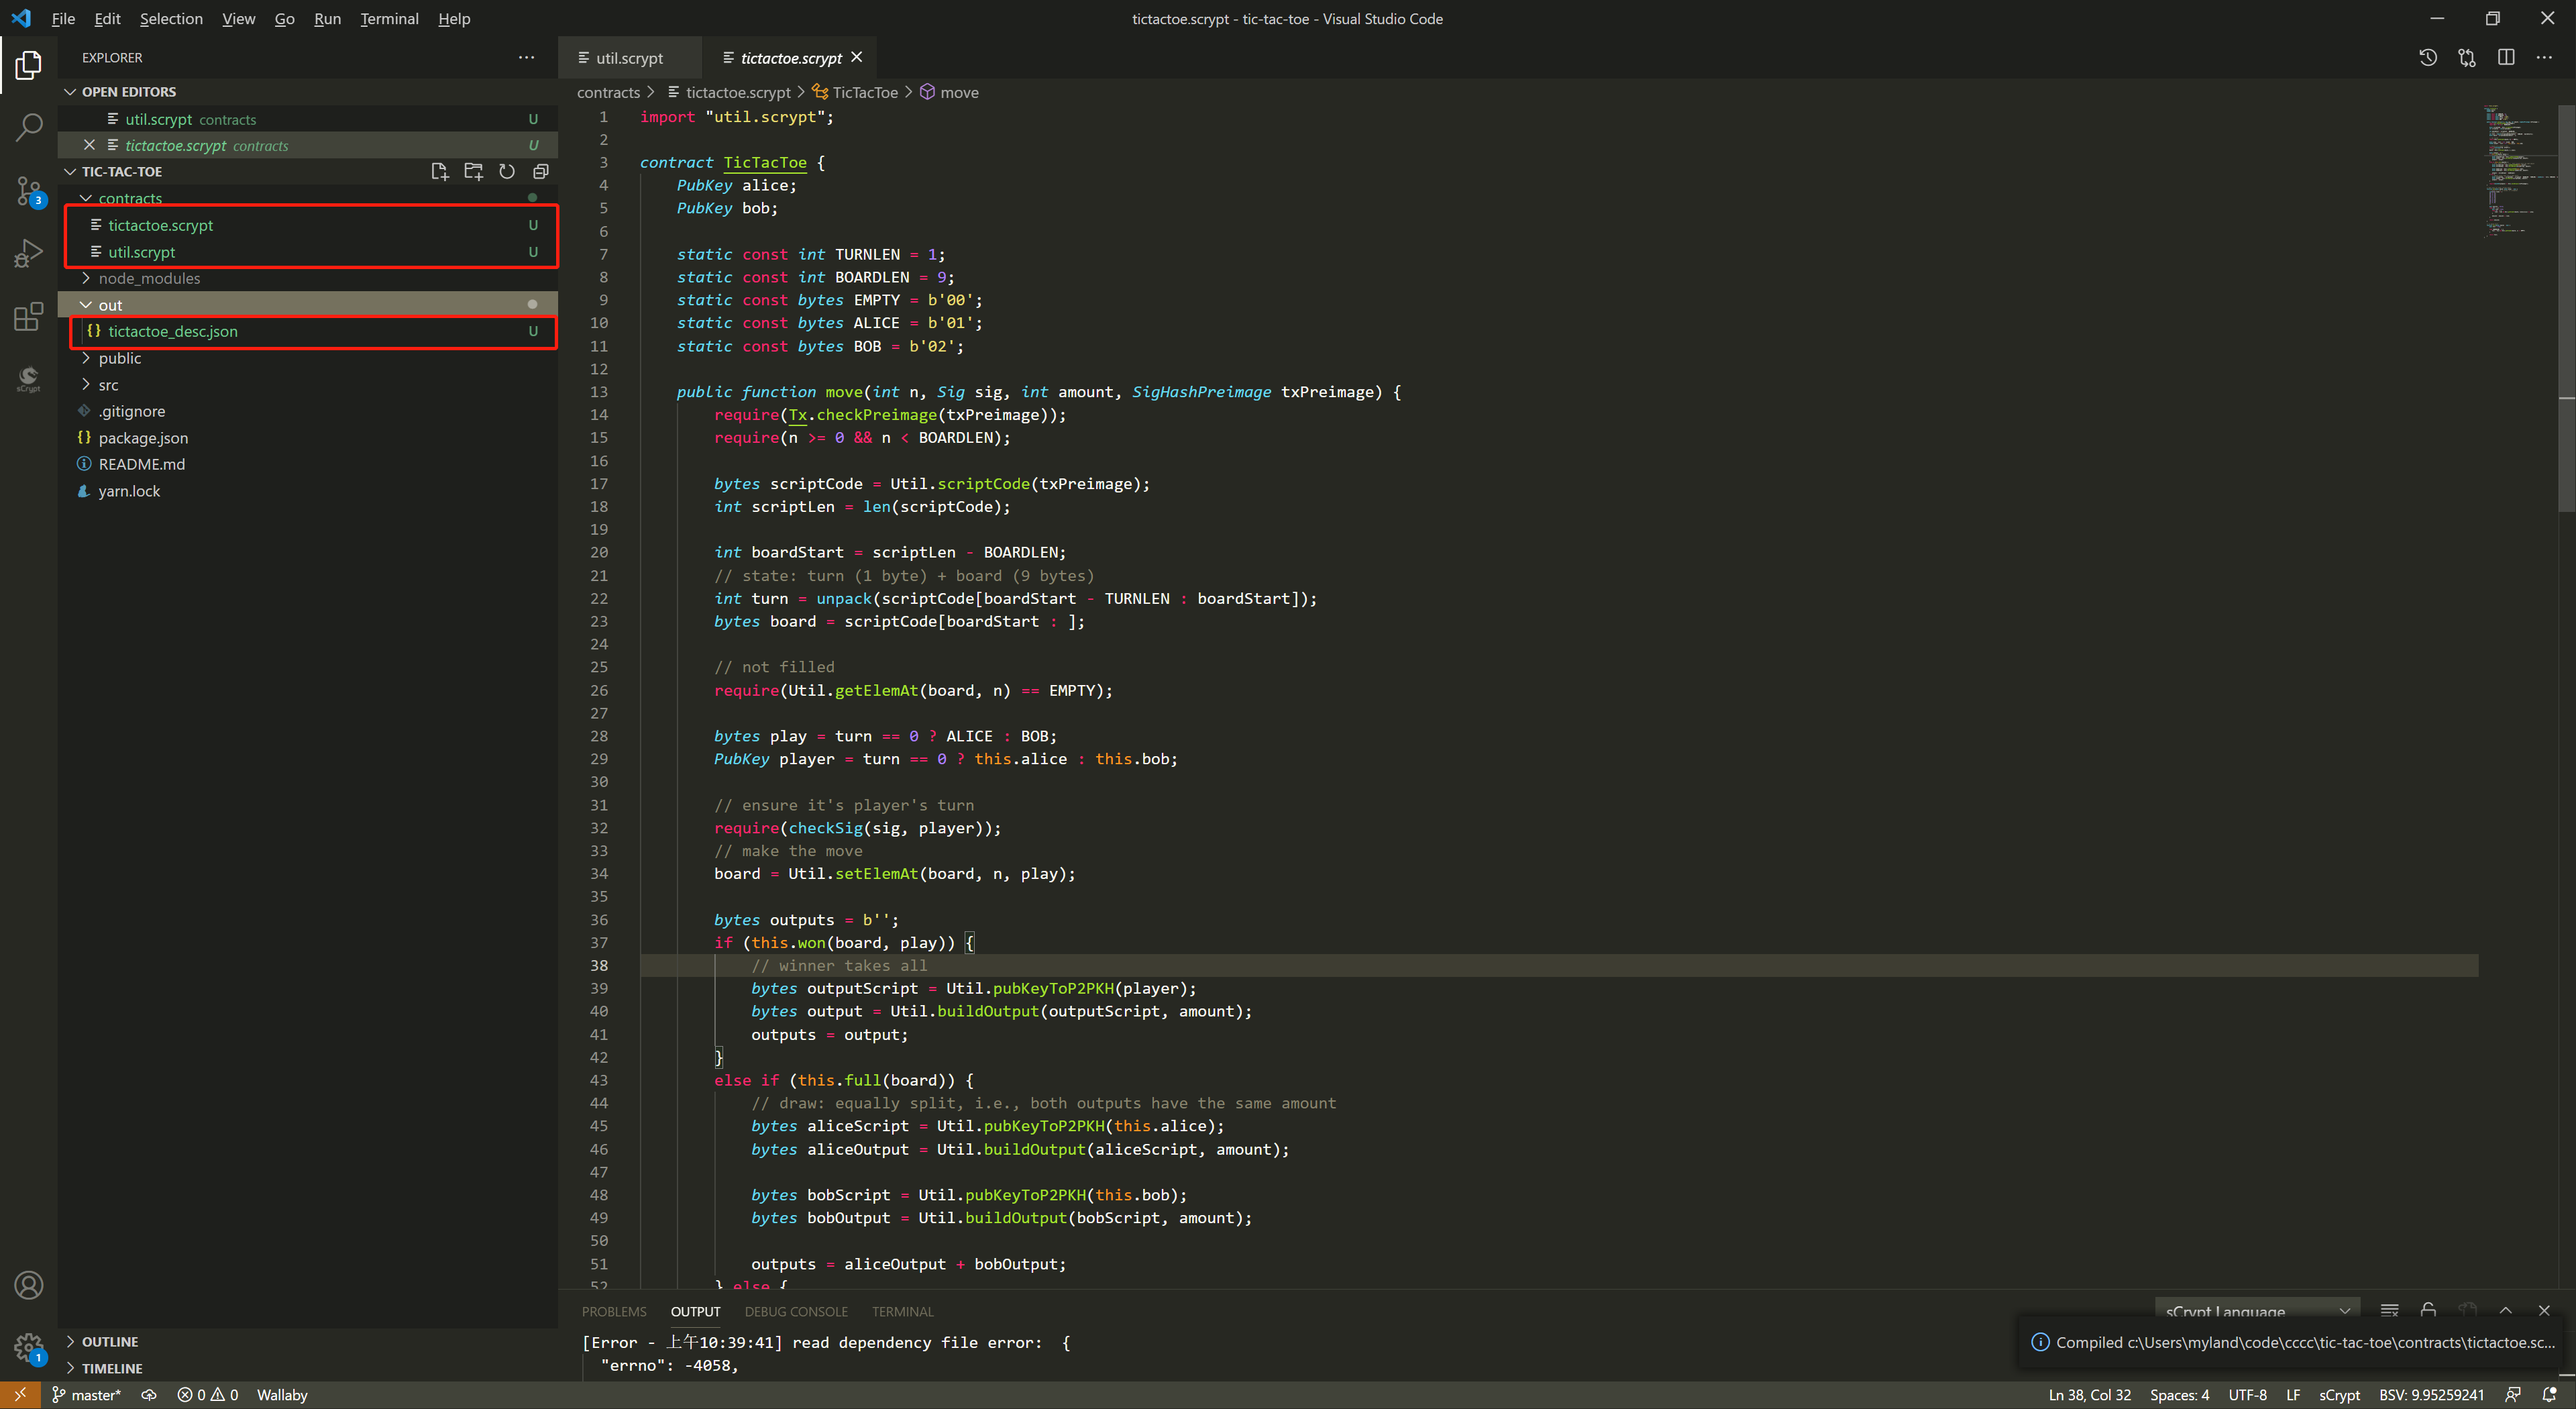 File Edit Selection View Go Run Terminal Help
tictactoe.scrypt - tic-tac-toe - Visual Studio Code
EXPLORER
OPEN EDITORS
util.scrypt contracts U
tictactoe.scrypt contracts U
TIC-TAC-TOE
contracts
tictactoe.scrypt U
util.scrypt U
node_modules
out
tictactoe_desc.json U
public
src
.gitignore
package.json
README.md
yarn.lock
OUTLINE
TIMELINE
3
sCrypt
1
util.scrypt
tictactoe.scrypt
contracts > tictactoe.scrypt > TicTacToe > move
1 import "util.scrypt";
2
3 contract TicTacToe {
4 PubKey alice;
5 PubKey bob;
6
7 static const int TURNLEN = 1;
8 static const int BOARDLEN = 9;
9 static const bytes EMPTY = b'00';
10 static const bytes ALICE = b'01';
11 static const bytes BOB = b'02';
12
13 public function move(int n, Sig sig, int amount, SigHashPreimage txPreimage) {
14 require(Tx.checkPreimage(txPreimage));
15 require(n >= 0 && n < BOARDLEN);
16
17 bytes scriptCode = Util.scriptCode(txPreimage);
18 int scriptLen = len(scriptCode);
19
20 int boardStart = scriptLen - BOARDLEN;
21 // state: turn (1 byte) + board (9 bytes)
22 int turn = unpack(scriptCode[boardStart - TURNLEN : boardStart]);
23 bytes board = scriptCode[boardStart : ];
24
25 // not filled
26 require(Util.getElemAt(board, n) == EMPTY);
27
28 bytes play = turn == 0 ? ALICE : BOB;
29 PubKey player = turn == 0 ? this.alice : this.bob;
30
31 // ensure it's player's turn
32 require(checkSig(sig, player));
33 // make the move
34 board = Util.setElemAt(board, n, play);
35
36 bytes outputs = b'';
37 if (this.won(board, play)) {
38 // winner takes all
39 bytes outputScript = Util.pubKeyToP2PKH(player);
40 bytes output = Util.buildOutput(outputScript, amount);
41 outputs = output;
42 }
43 else if (this.full(board)) {
44 // draw: equally split, i.e., both outputs have the same amount
45 bytes aliceScript = Util.pubKeyToP2PKH(this.alice);
46 bytes aliceOutput = Util.buildOutput(aliceScript, amount);
47
48 bytes bobScript = Util.pubKeyToP2PKH(this.bob);
49 bytes bobOutput = Util.buildOutput(bobScript, amount);
50
51 outputs = aliceOutput + bobOutput;
52 } else {
PROBLEMS OUTPUT DEBUG CONSOLE TERMINAL
sCrypt Language
[Error - 上午10:39:41] read dependency file error: {
"errno": -4058,
Compiled c:\Users\myland\code\cccc\tic-tac-toe\contracts\tictactoe.sc...
master* 0 0 Wallaby
Ln 38, Col 32 Spaces: 4 UTF-8 LF sCrypt BSV: 9.95259241